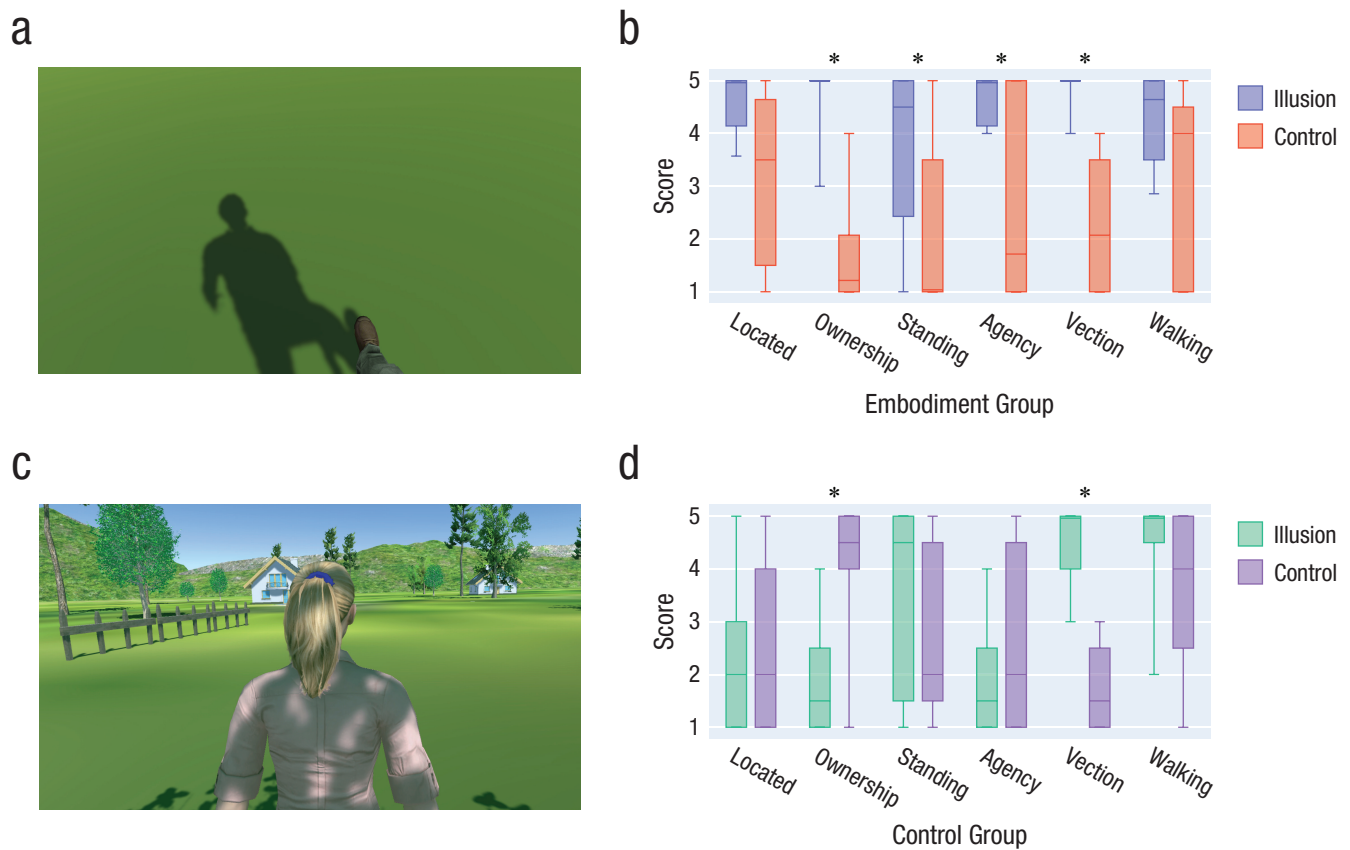 a
b
* * * *
5
4
3
2
1
Score
Located
Ownership
Standing
Agency
Vection
Walking
Embodiment Group
Illusion
Control
c
d
* *
5
4
3
2
1
Score
Located
Ownership
Standing
Agency
Vection
Walking
Control Group
Illusion
Control